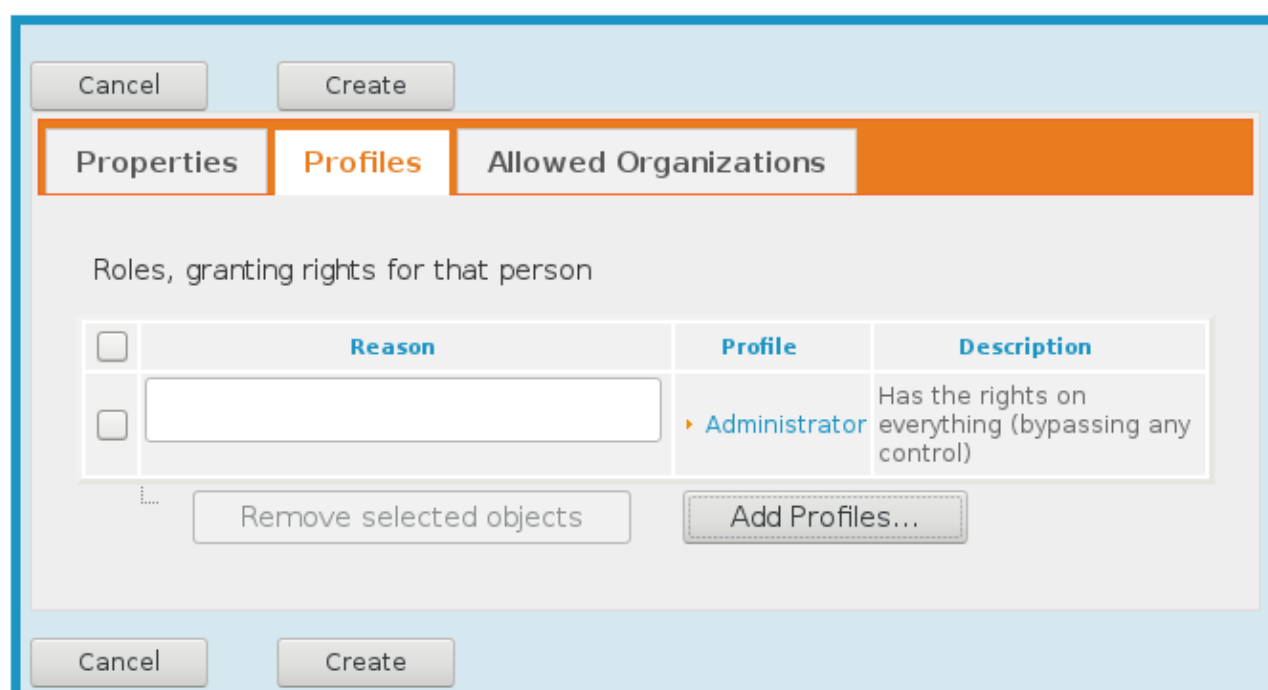 Cancel Create
Properties Profiles Allowed Organizations
Roles, granting rights for that person
Reason Profile Description
Administrator
Has the rights on
everything (bypassing any
control)
Remove selected objects Add Profiles...
Cancel Create